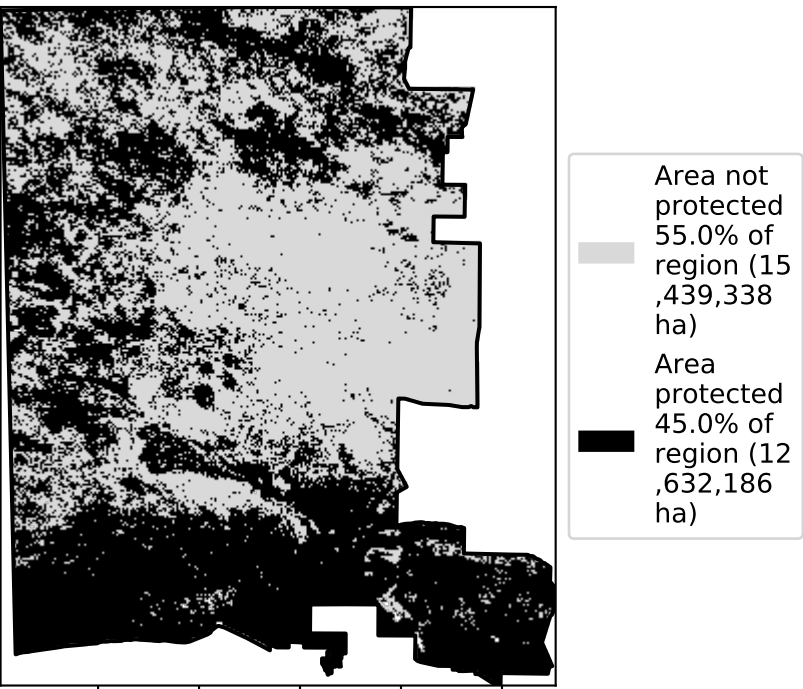 Area not
protected
55.0% of
region (15
,439,338
ha)
Area
protected
45.0% of
region (12
,632,186
ha)